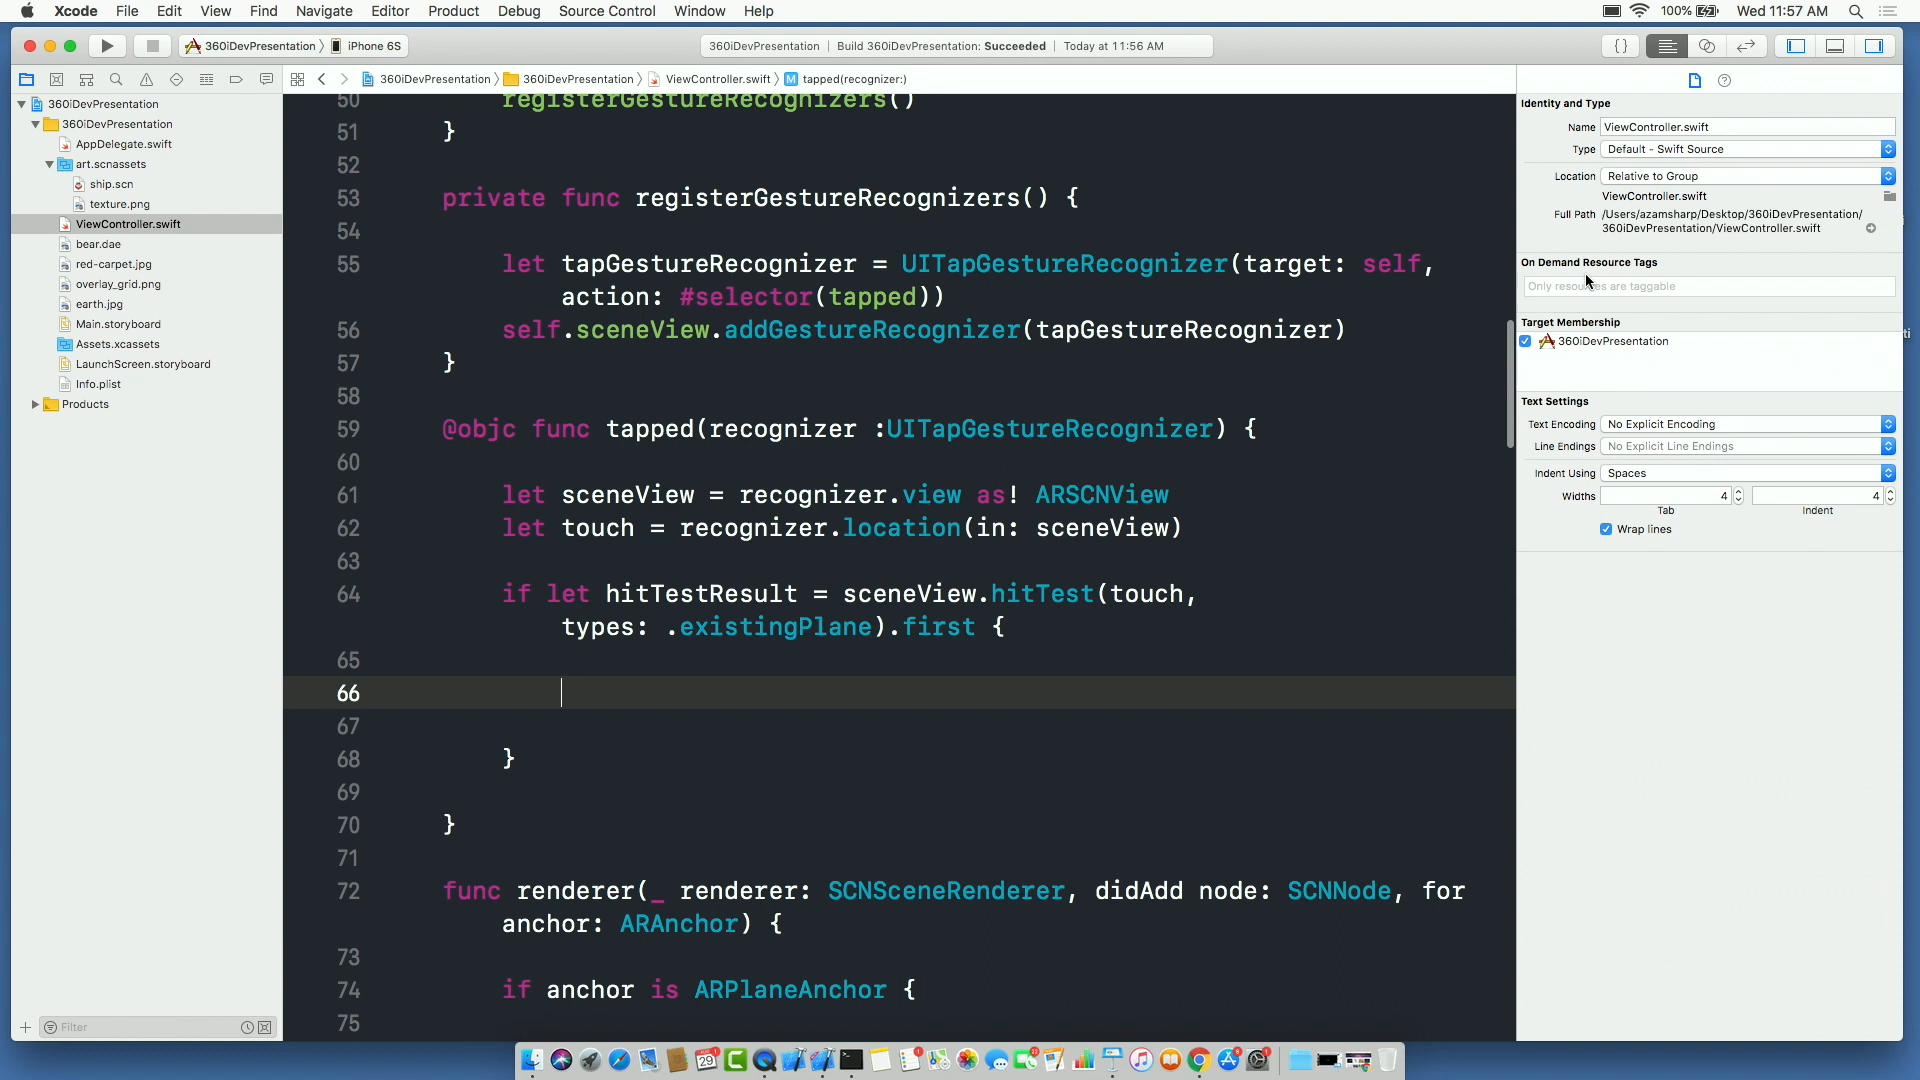 Xcode File Edit View Find Navigate Editor Product Debug Source Control Window Help
100% Wed 11:57 AM
360iDevPresentation iPhone 6S
360iDevPresentation | Build 360iDevPresentation: Succeeded | Today at 11:56 AM
360iDevPresentation 360iDevPresentation ViewController.swift M tapped(recognizer:)
360iDevPresentation
360iDevPresentation
AppDelegate.swift
art.scnassets
ship.scn
texture.png
ViewController.swift
bear.dae
red-carpet.jpg
overlay_grid.png
earth.jpg
Main.storyboard
Assets.xcassets
LaunchScreen.storyboard
Info.plist
Products
Filter
50 registerGestureRecognizers()
51 }
52
53 private func registerGestureRecognizers() {
54
55 let tapGestureRecognizer = UITapGestureRecognizer(target: self,
action: #selector(tapped))
56 self.sceneView.addGestureRecognizer(tapGestureRecognizer)
57 }
58
59 @objc func tapped(recognizer :UITapGestureRecognizer) {
60
61 let sceneView = recognizer.view as! ARSCNView
62 let touch = recognizer.location(in: sceneView)
63
64 if let hitTestResult = sceneView.hitTest(touch,
types: .existingPlane).first {
65
66
67
68 }
69
70 }
71
72 func renderer(_ renderer: SCNSceneRenderer, didAdd node: SCNNode, for
anchor: ARAnchor) {
73
74 if anchor is ARPlaneAnchor {
75
Identity and Type
Name ViewController.swift
Type Default - Swift Source
Location Relative to Group
ViewController.swift
Full Path /Users/azamsharp/Desktop/360iDevPresentation/
360iDevPresentation/ViewController.swift
On Demand Resource Tags
Only resources are taggable
Target Membership
360iDevPresentation
Text Settings
Text Encoding No Explicit Encoding
Line Endings No Explicit Line Endings
Indent Using Spaces
Widths 4 4
Tab Indent
Wrap lines